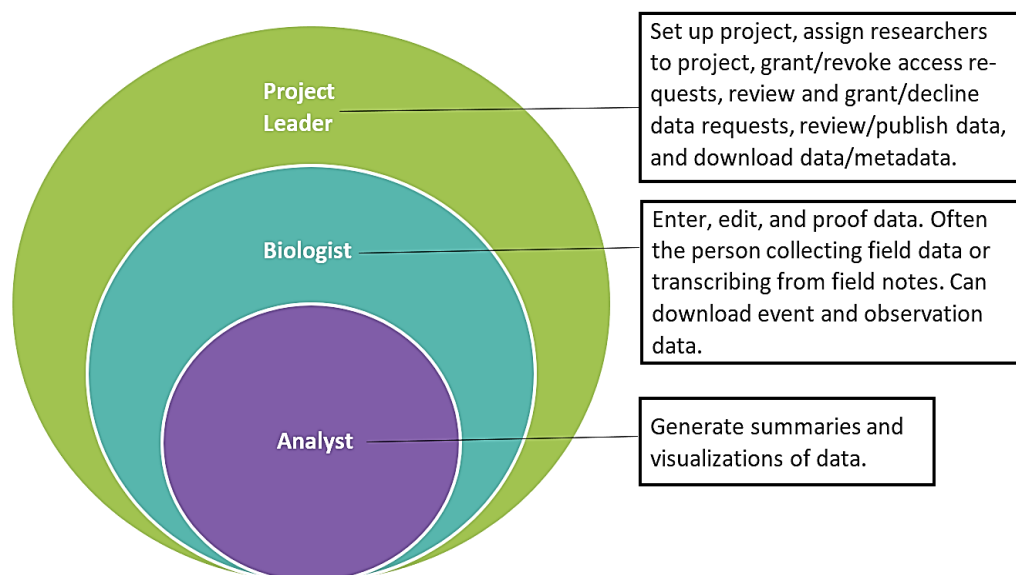 Project
Leader
Set up project, assign researchers
to project, grant/revoke access re-
quests, review and grant/decline
data requests, review/publish data,
and download data/metadata.
Biologist
Enter, edit, and proof data. Often
the person collecting field data or
transcribing from field notes. Can
download event and observation
data.
Analyst
Generate summaries and
visualizations of data.